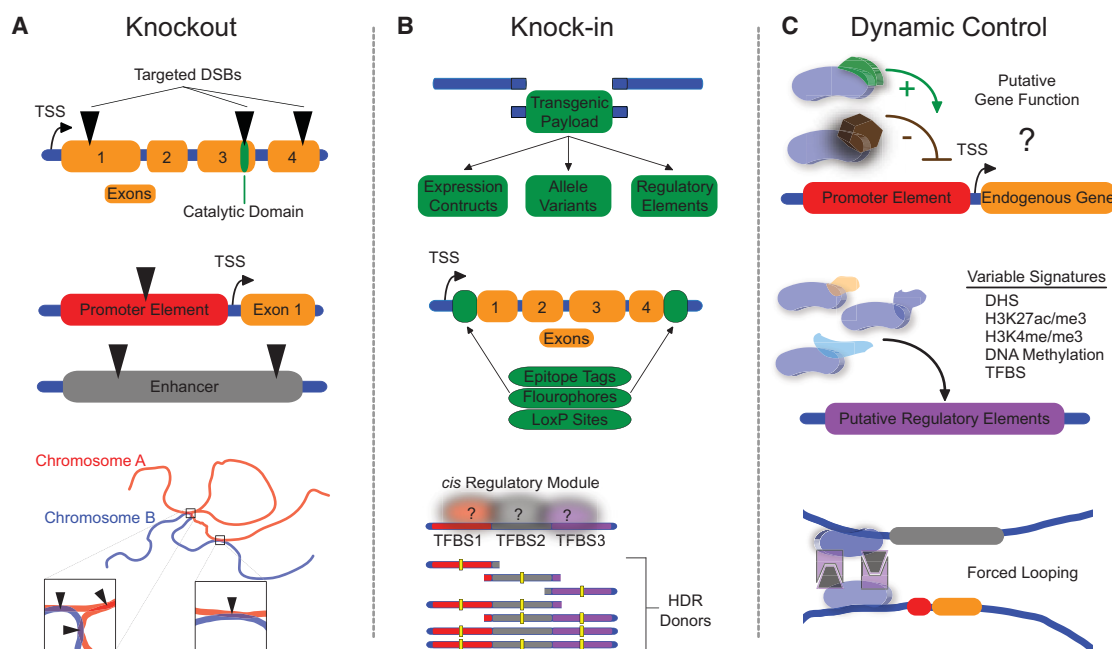 A
Knockout
Targeted DSBs
TSS
1
2
3
4
Exons
Catalytic Domain
TSS
Promoter Element
Exon 1
Enhancer
Chromosome A
Chromosome B
B
Knock-in
Transgenic
Payload
Expression
Contructs
Allele
Variants
Regulatory
Elements
TSS
1
2
3
4
Exons
Epitope Tags
Flourophores
LoxP Sites
cis Regulatory Module
? ? ?
TFBS1 TFBS2 TFBS3
HDR
Donors
C
Dynamic Control
+
Putative
Gene Function
?
-
TSS
Promoter Element
Endogenous Gene
Variable Signatures
DHS
H3K27ac/me3
H3K4me/me3
DNA Methylation
TFBS
Putative Regulatory Elements
Forced Looping